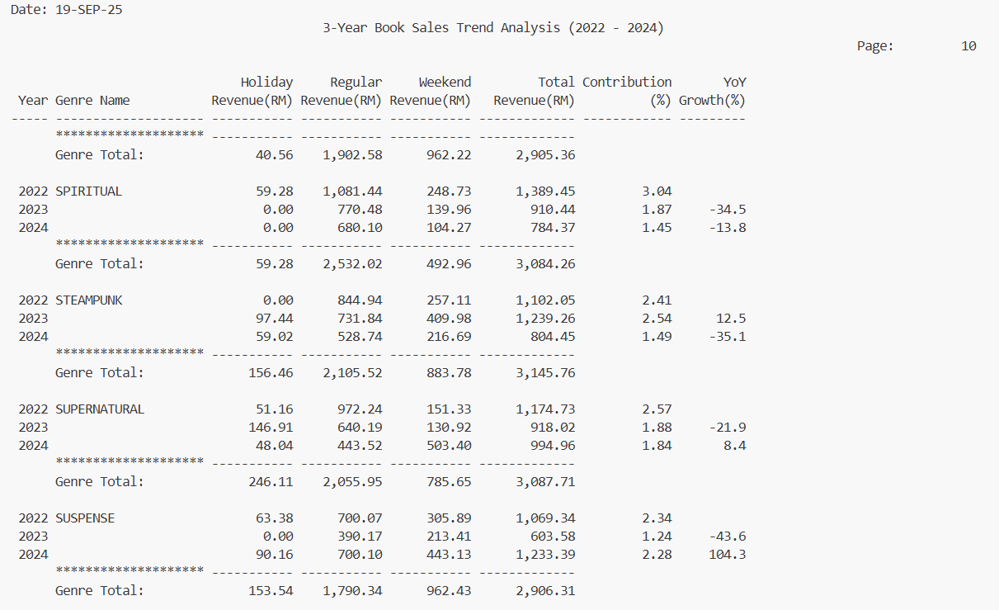 Date: 19-SEP-25
3-Year Book Sales Trend Analysis (2022 - 2024)
Page:         10
                               Holiday     Regular     Weekend         Total Contribution       YoY
 Year Genre Name           Revenue(RM) Revenue(RM) Revenue(RM)   Revenue(RM)          (%) Growth(%)
----- -------------------- ----------- ----------- ----------- ------------- ------------ ---------
      ******************** ----------- ----------- ----------- -------------
      Genre Total:               40.56    1,902.58      962.22      2,905.36
 2022 SPIRITUAL                  59.28    1,081.44      248.73      1,389.45         3.04
 2023                             0.00      770.48      139.96        910.44         1.87     -34.5
 2024                             0.00      680.10      104.27        784.37         1.45     -13.8
      ******************** ----------- ----------- ----------- -------------
      Genre Total:               59.28    2,532.02      492.96      3,084.26
 2022 STEAMPUNK                   0.00      844.94      257.11      1,102.05         2.41
 2023                            97.44      731.84      409.98      1,239.26         2.54      12.5
 2024                            59.02      528.74      216.69        804.45         1.49     -35.1
      ******************** ----------- ----------- ----------- -------------
      Genre Total:              156.46    2,105.52      883.78      3,145.76
 2022 SUPERNATURAL               51.16      972.24      151.33      1,174.73         2.57
 2023                           146.91      640.19      130.92        918.02         1.88     -21.9
 2024                            48.04      443.52      503.40        994.96         1.84       8.4
      ******************** ----------- ----------- ----------- -------------
      Genre Total:              246.11    2,055.95      785.65      3,087.71
 2022 SUSPENSE                   63.38      700.07      305.89      1,069.34         2.34
 2023                             0.00      390.17      213.41        603.58         1.24     -43.6
 2024                            90.16      700.10      443.13      1,233.39         2.28     104.3
      ******************** ----------- ----------- ----------- -------------
      Genre Total:              153.54    1,790.34      962.43      2,906.31